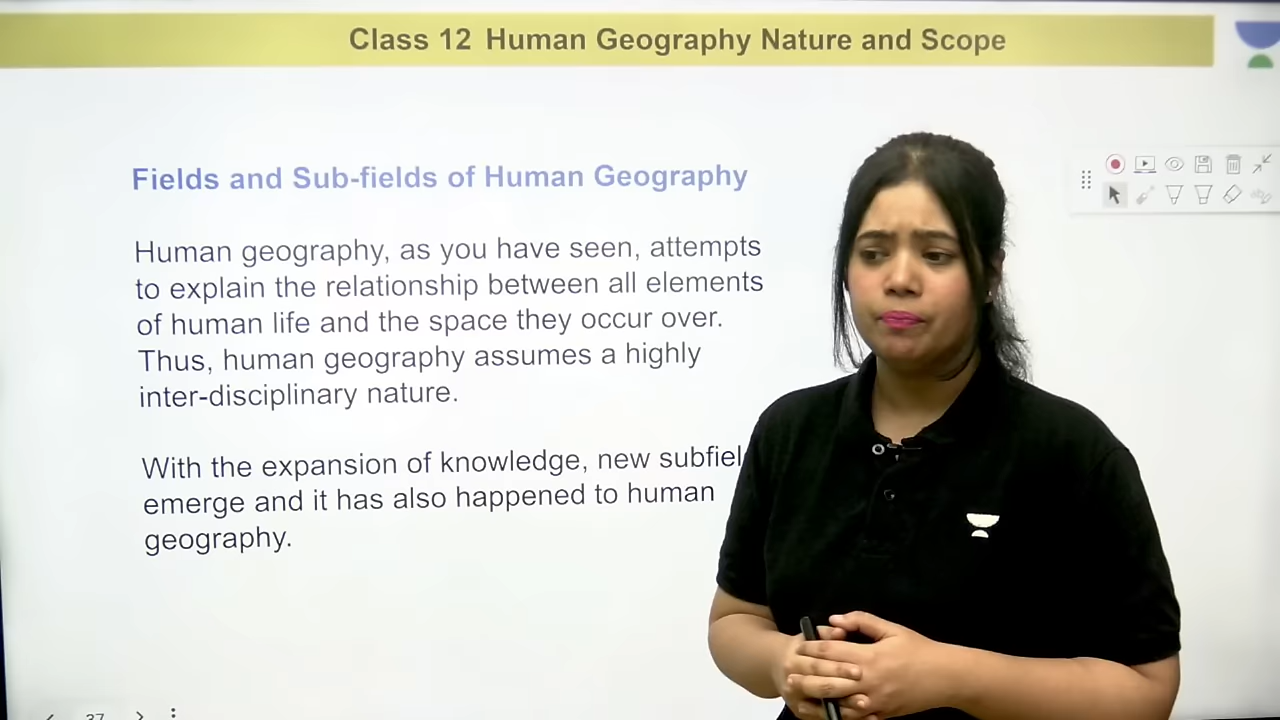 Class 12 Human Geography Nature and Scope
Fields and Sub-fields of Human Geography
Human geography, as you have seen, attempts
to explain the relationship between all elements
of human life and the space they occur over.
Thus, human geography assumes a highly
inter-disciplinary nature.
With the expansion of knowledge, new
emerge and it has also happened to human
geography.
37